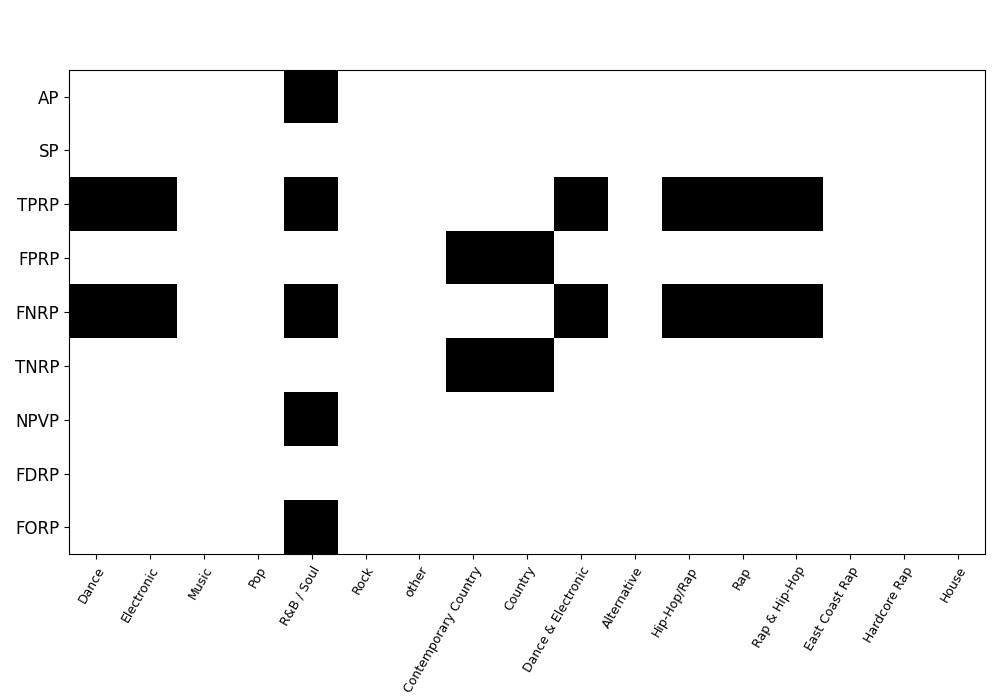 AP
SP
TPRP
FPRP
FNRP
TNRP
NPVP
FDRP
FORP
Dance
Electronic
Music
Pop
R&B / Soul
Rock
other
Contemporary Country
Country
Dance & Electronic
Alternative
Hip-Hop/Rap
Rap
Rap & Hip-Hop
East Coast Rap
Hardcore Rap
House